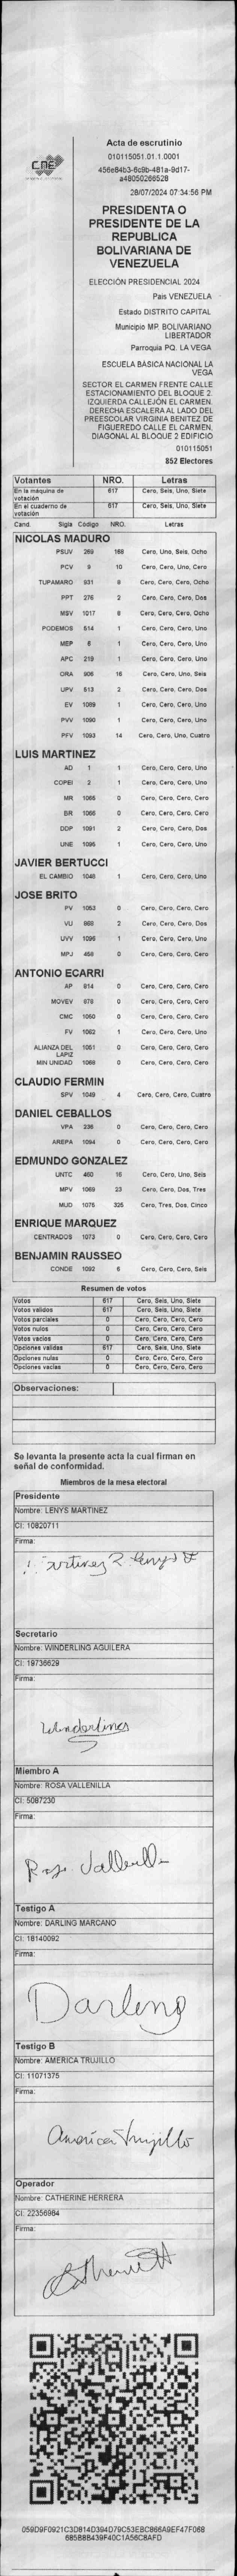 CNE
Acta de escrutinio
010115051.01.1.0001
456e84b3-6c9b-481a-9d17-
a48050266528
28/07/2024 07:34:56 PM
PRESIDENTA O
PRESIDENTE DE LA
REPUBLICA
BOLIVARIANA DE
VENEZUELA
ELECCIÓN PRESIDENCIAL 2024
Pais VENEZUELA
Estado DISTRITO CAPITAL
Municipio MP. BOLIVARIANO
LIBERTADOR
Parroquia PQ. LA VEGA
ESCUELA BÁSICA NACIONAL LA
VEGA
SECTOR EL CARMEN FRENTE CALLE
ESTACIONAMIENTO DEL BLOQUE 2.
IZQUIERDA CALLEJÓN EL CARMEN.
DERECHA ESCALERA AL LADO DEL
PREESCOLAR VIRGINIA BENITEZ DE
FIGUEREDO CALLE EL CARMEN,
DIAGONAL AL BLOQUE 2 EDIFICIO
010115051
852 Electores
Votantes NRO. Letras
En la máquina de votación 617 Cero, Seis, Uno, Siete
En el cuaderno de votación 617 Cero, Seis, Uno, Siete
Cand. Sigla Código NRO. Letras
NICOLAS MADURO
PSUV 269 168 Cero, Uno, Seis, Ocho
PCV 9 10 Cero, Cero, Uno, Cero
TUPAMARO 931 8 Cero, Cero, Cero, Ocho
PPT 276 2 Cero, Cero, Cero, Dos
MSV 1017 8 Cero, Cero, Cero, Ocho
PODEMOS 514 1 Cero, Cero, Cero, Uno
MEP 6 1 Cero, Cero, Cero, Uno
APC 219 1 Cero, Cero, Cero, Uno
ORA 906 16 Cero, Cero, Uno, Seis
UPV 513 2 Cero, Cero, Cero, Dos
EV 1089 1 Cero, Cero, Cero, Uno
PVV 1090 1 Cero, Cero, Cero, Uno
PFV 1093 14 Cero, Cero, Uno, Cuatro
LUIS MARTINEZ
AD 1 1 Cero, Cero, Cero, Uno
COPEI 2 1 Cero, Cero, Cero, Uno
MR 1065 0 Cero, Cero, Cero, Cero
BR 1066 0 Cero, Cero, Cero, Cero
DDP 1091 2 Cero, Cero, Cero, Dos
UNE 1095 1 Cero, Cero, Cero, Uno
JAVIER BERTUCCI
EL CAMBIO 1048 1 Cero, Cero, Cero, Uno
JOSE BRITO
PV 1053 0 Cero, Cero, Cero, Cero
VU 868 2 Cero, Cero, Cero, Dos
UVV 1096 1 Cero, Cero, Cero, Uno
MPJ 458 0 Cero, Cero, Cero, Cero
ANTONIO ECARRI
AP 814 0 Cero, Cero, Cero, Cero
MOVEV 978 0 Cero, Cero, Cero, Cero
CMC 1050 0 Cero, Cero, Cero, Cero
FV 1062 1 Cero, Cero, Cero, Uno
ALIANZA DEL LAPIZ 1051 0 Cero, Cero, Cero, Cero
MIN UNIDAD 1068 0 Cero, Cero, Cero, Cero
CLAUDIO FERMIN
SPV 1049 4 Cero, Cero, Cero, Cuatro
DANIEL CEBALLOS
VPA 236 0 Cero, Cero, Cero, Cero
AREPA 1094 0 Cero, Cero, Cero, Cero
EDMUNDO GONZALEZ
UNTC 460 16 Cero, Cero, Uno, Seis
MPV 1069 23 Cero, Cero, Dos, Tres
MUD 1075 325 Cero, Tres, Dos, Cinco
ENRIQUE MARQUEZ
CENTRADOS 1073 0 Cero, Cero, Cero, Cero
BENJAMIN RAUSSEO
CONDE 1092 6 Cero, Cero, Cero, Seis
Resumen de votos
Votos 617 Cero, Seis, Uno, Siete
Votos validos 617 Cero, Seis, Uno, Siete
Votos parciales 0 Cero, Cero, Cero, Cero
Votos nulos 0 Cero, Cero, Cero, Cero
Votos vacios 0 Cero, Cero, Cero, Cero
Opciones validas 617 Cero, Seis, Uno, Siete
Opciones nulas 0 Cero, Cero, Cero, Cero
Opciones vacias 0 Cero, Cero, Cero, Cero
Observaciones:
Se levanta la presente acta la cual firman en
señal de conformidad.
Miembros de la mesa electoral
Presidente
Nombre: LENYS MARTINEZ
CI: 10820711
Firma:
Secretario
Nombre: WINDERLING AGUILERA
CI: 19736629
Firma:
Miembro A
Nombre: ROSA VALLENILLA
CI: 5087230
Firma:
Rosa Vallenilla
Testigo A
Nombre: DARLING MARCANO
CI: 18140092
Firma:
Darling
Testigo B
Nombre: AMERICA TRUJILLO
CI: 11071375
Firma:
America Trujillo
Operador
Nombre: CATHERINE HERRERA
CI: 22356964
Firma:
059D9F0921C3D814D394D79C53EBC866A9EF47F068
685B8B439F40C1A56C8AFD